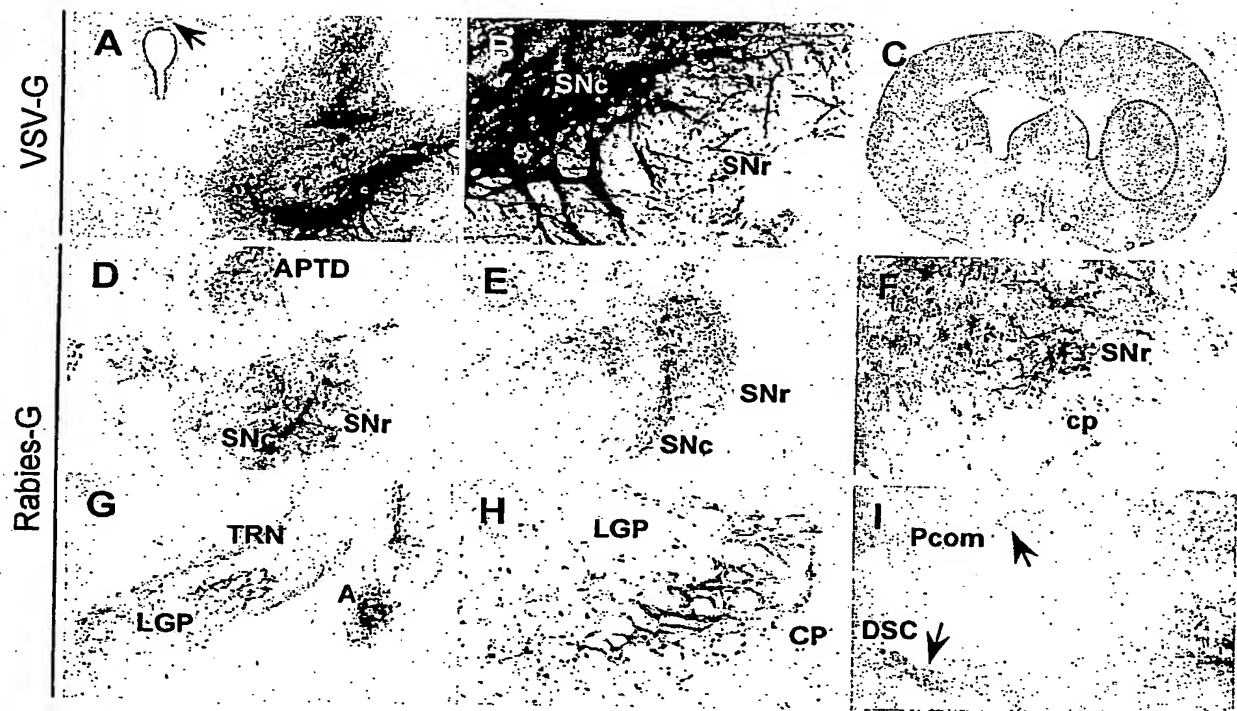 VSV-G
A
B
SNc
SNr
C
Rabies-G
D
APTD
SNc
SNr
E
SNr
SNc
F
SNr
cp
G
TRN
A
LGP
H
LGP
CP
I
Pcom
DSC